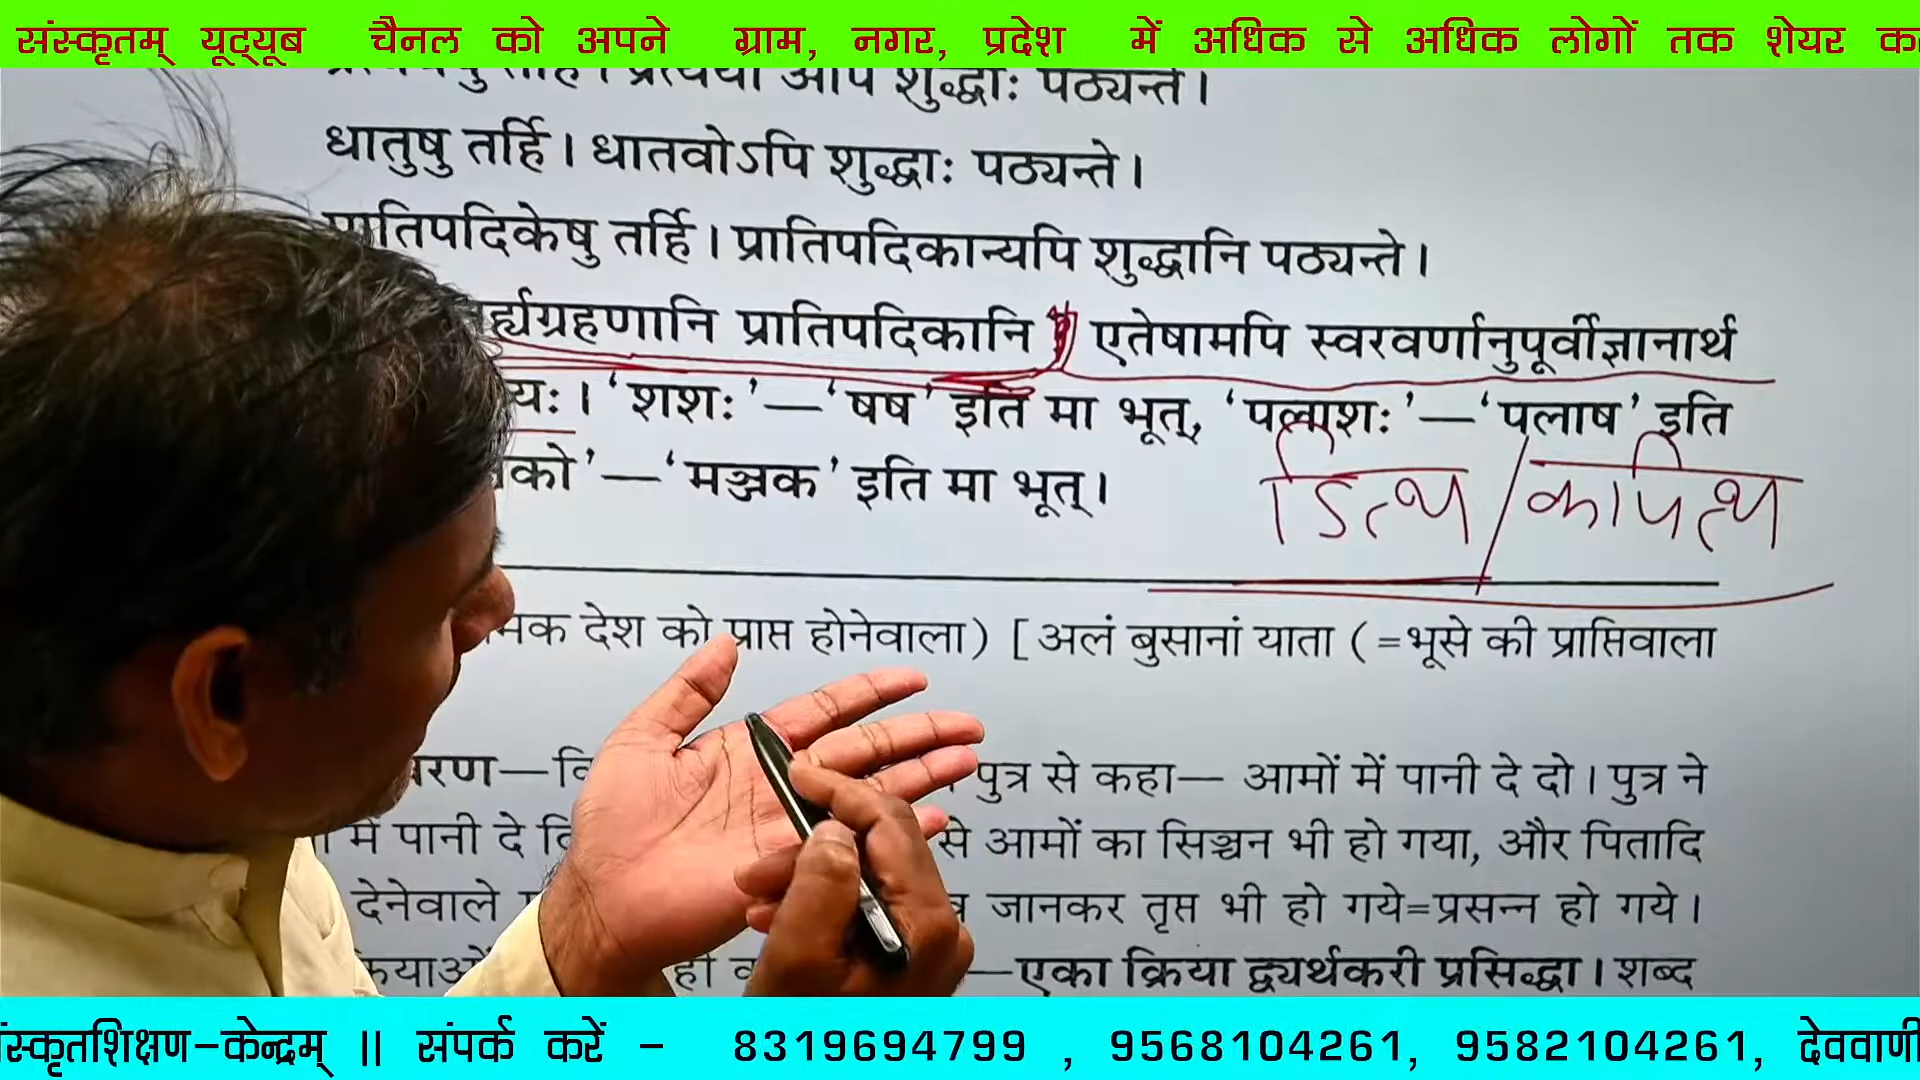 संस्कृतम् यूट्यूब चैनल को अपने ग्राम, नगर, प्रदेश में अधिक से अधिक लोगों तक शेयर
शुद्धाः पठ्यन्ते।
धातुषु तर्हि। धातवोऽपि शुद्धाः पठ्यन्ते।
प्रातिपदिकेषु तर्हि। प्रातिपदिकान्यपि शुद्धानि पठ्यन्ते।
र्ह्यग्रहणानि प्रातिपदिकानि एतेषामपि स्वरवर्णानुपूर्वीज्ञानार्थ
यः। ‘शशः’—‘षष’ इति मा भूत्, ‘पलाशः’—‘पलाष’ इति
को’—‘मञ्जक’ इति मा भूत्।
डित्थ / कपित्थ
मक देश को प्राप्त होनेवाला) [अलं बुसानां याता (=भूसे की प्राप्तिवाला
रण—वि पुत्र से कहा— आमों में पानी दे दो। पुत्र ने
में पानी दे दि से आमों का सिञ्चन भी हो गया, और पितादि
देनेवाले जानकर तृप्त भी हो गये=प्रसन्न हो गये।
ही —एका क्रिया द्व्यर्थकरी प्रसिद्धा। शब्द
संस्कृतशिक्षण-केन्द्रम् || संपर्क करें - 8319694799 , 9568104261, 9582104261, देववाणी